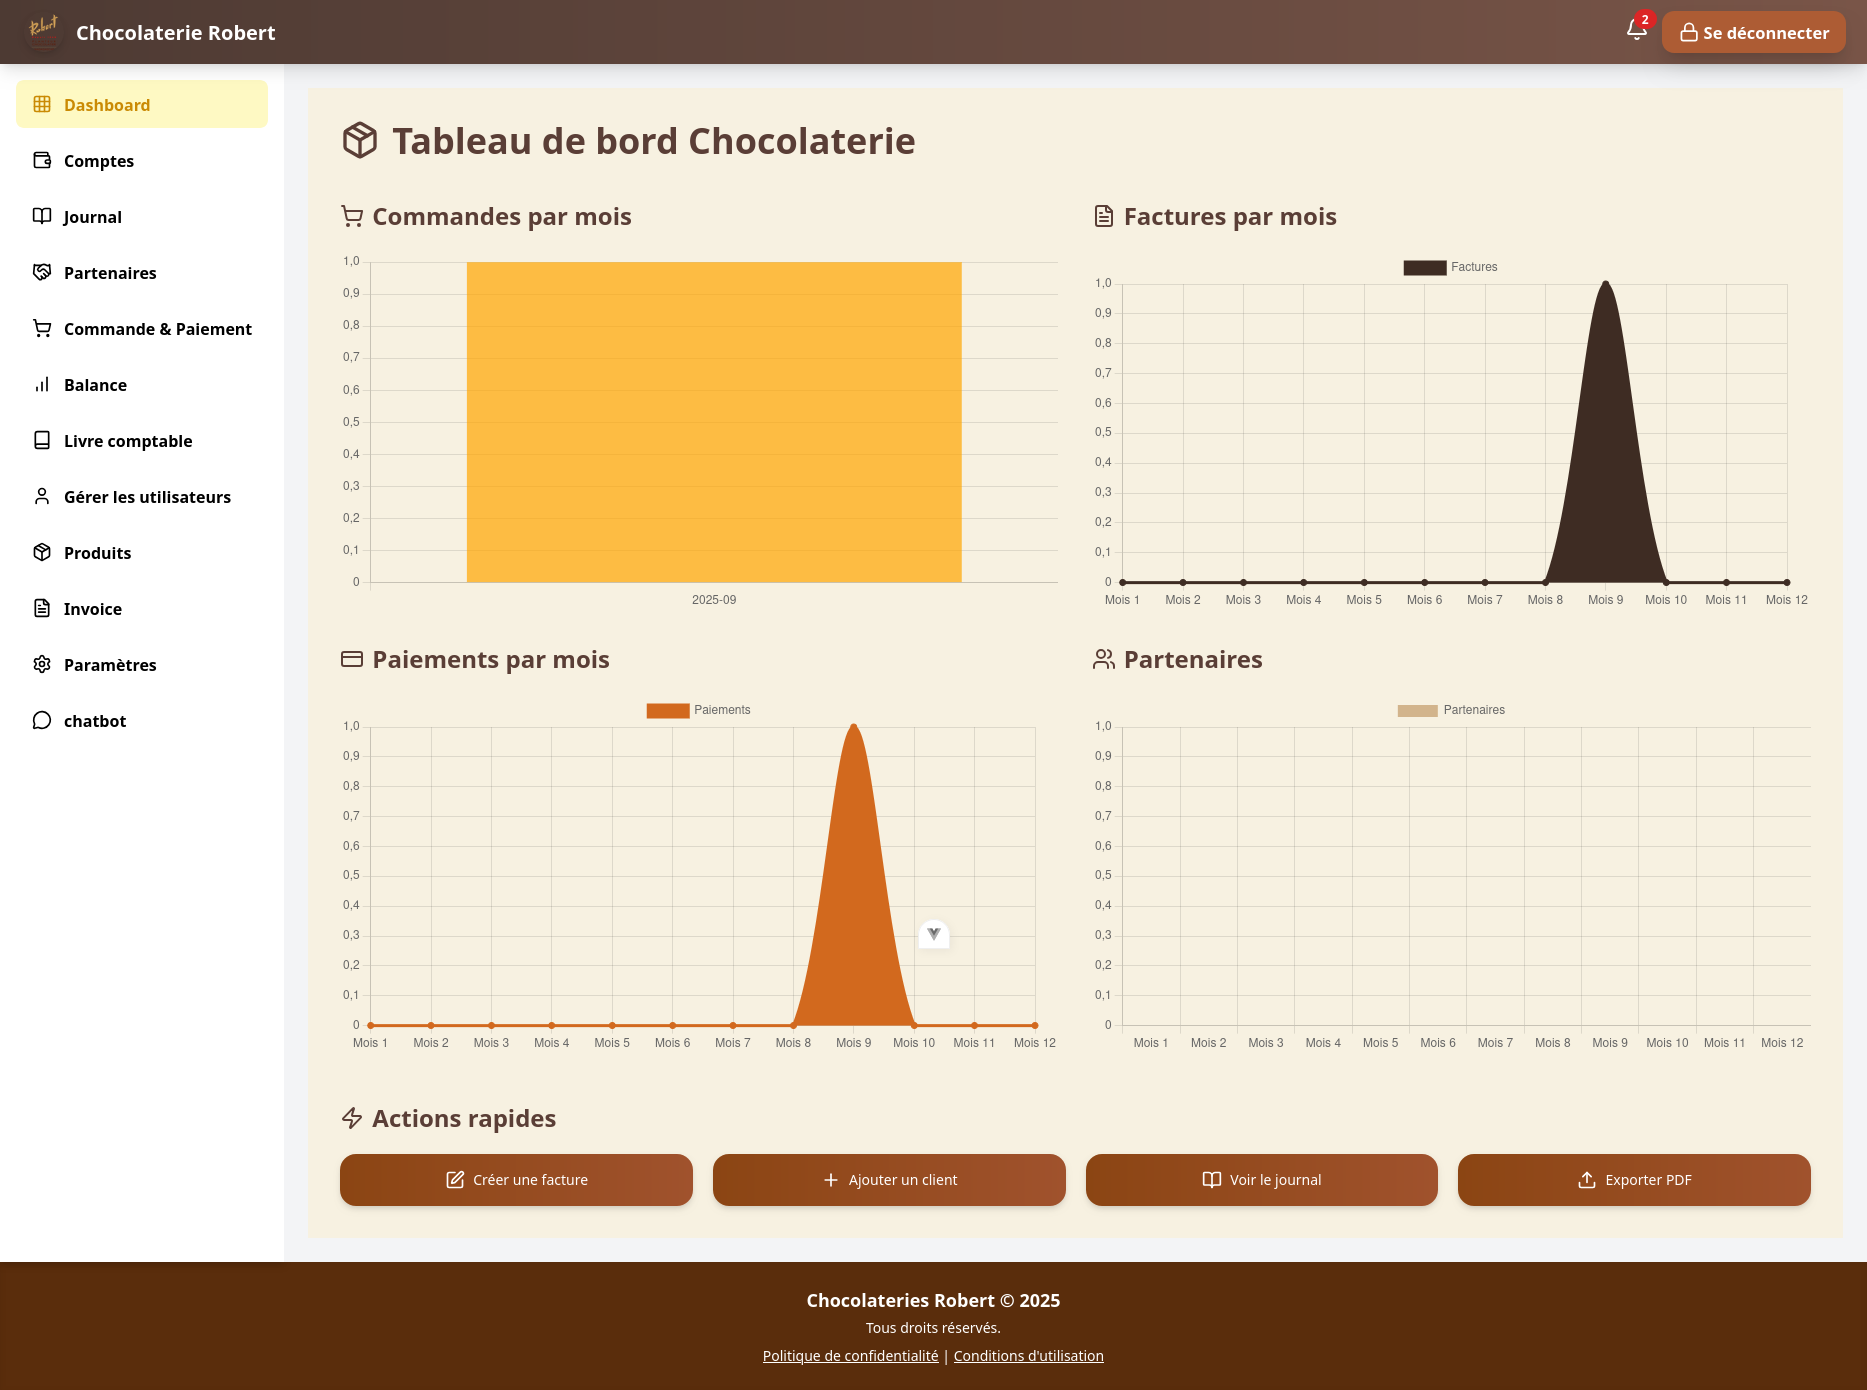 Robert
Chocolaterie Robert
2
Se déconnecter
Dashboard
Comptes
Journal
Partenaires
Commande & Paiement
Balance
Livre comptable
Gérer les utilisateurs
Produits
Invoice
Paramètres
chatbot
Tableau de bord Chocolaterie
Commandes par mois
1,0
0,9
0,8
0,7
0,6
0,5
0,4
0,3
0,2
0,1
0
2025-09
Factures par mois
Factures
1,0
0,9
0,8
0,7
0,6
0,5
0,4
0,3
0,2
0,1
0
Mois 1 Mois 2 Mois 3 Mois 4 Mois 5 Mois 6 Mois 7 Mois 8 Mois 9 Mois 10 Mois 11 Mois 12
Paiements par mois
Paiements
1,0
0,9
0,8
0,7
0,6
0,5
0,4
0,3
0,2
0,1
0
Mois 1 Mois 2 Mois 3 Mois 4 Mois 5 Mois 6 Mois 7 Mois 8 Mois 9 Mois 10 Mois 11 Mois 12
Partenaires
Partenaires
1,0
0,9
0,8
0,7
0,6
0,5
0,4
0,3
0,2
0,1
0
Mois 1 Mois 2 Mois 3 Mois 4 Mois 5 Mois 6 Mois 7 Mois 8 Mois 9 Mois 10 Mois 11 Mois 12
Actions rapides
Créer une facture
Ajouter un client
Voir le journal
Exporter PDF
Chocolateries Robert © 2025
Tous droits réservés.
Politique de confidentialité | Conditions d'utilisation